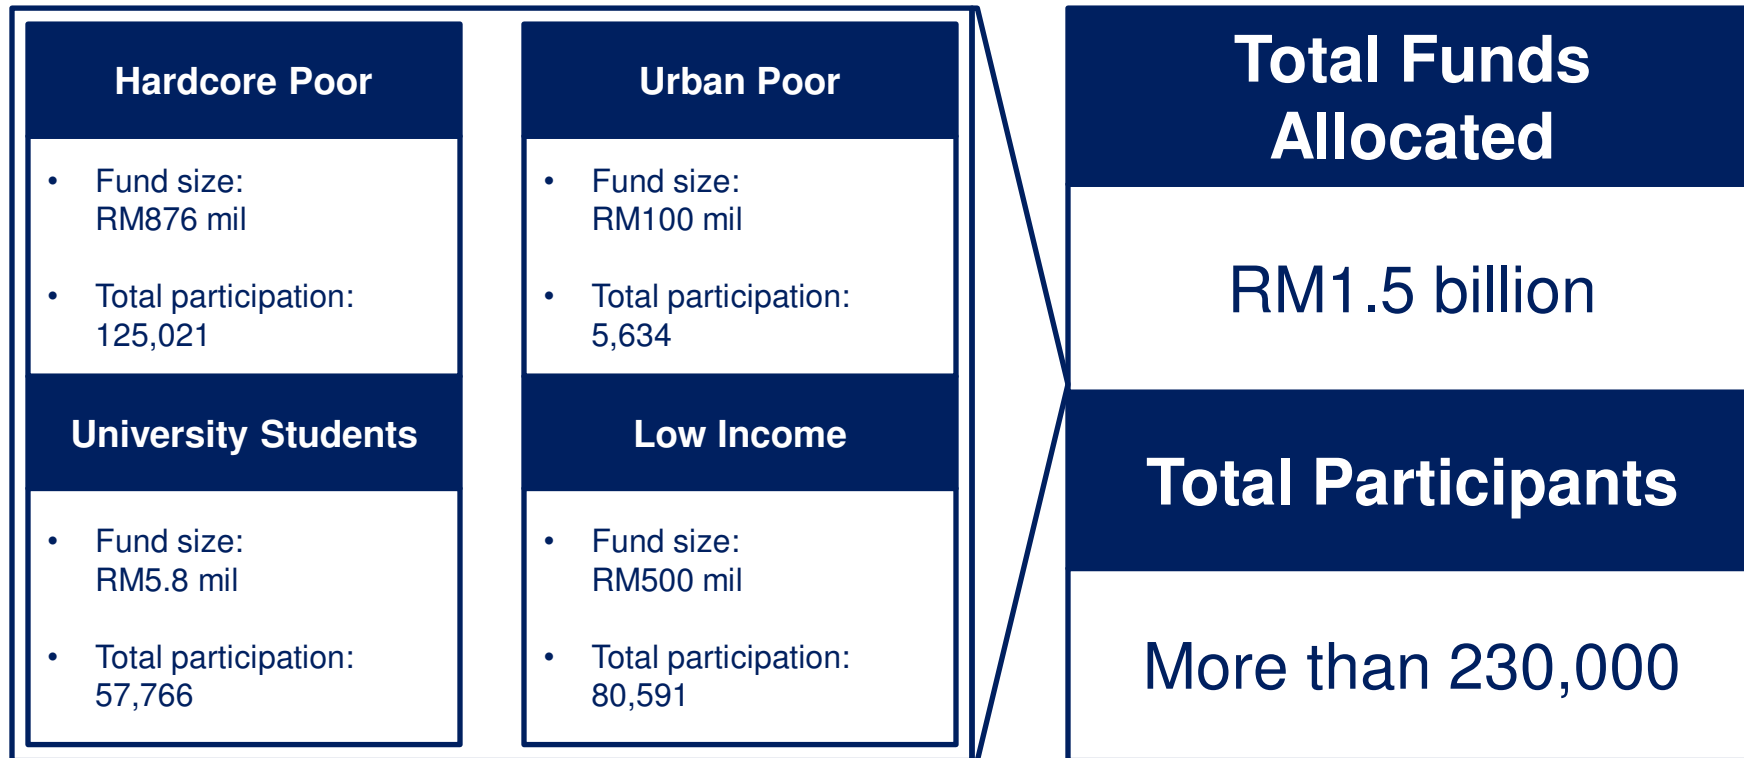 Hardcore Poor
• Fund size:
RM876 mil
• Total participation:
125,021
Urban Poor
• Fund size:
RM100 mil
• Total participation:
5,634
University Students
• Fund size:
RM5.8 mil
• Total participation:
57,766
Low Income
• Fund size:
RM500 mil
• Total participation:
80,591
Total Funds
Allocated
RM1.5 billion
Total Participants
More than 230,000